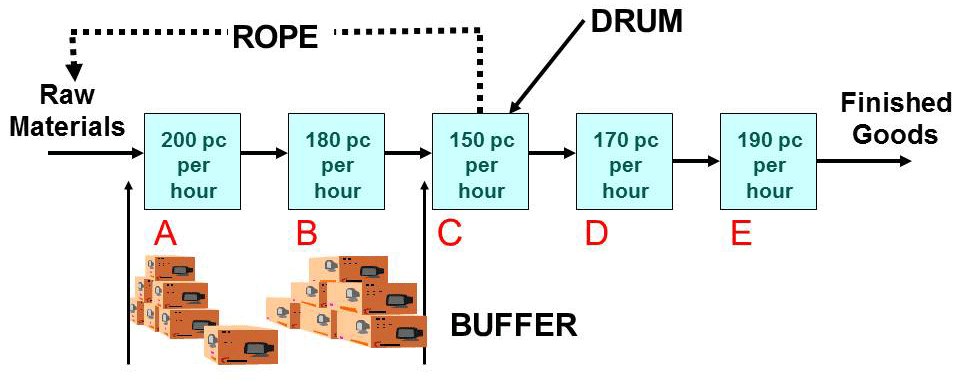 DRUM
ROPE
Raw
Materials
200 pc
per
hour
180 pc
per
hour
150 pc
per
hour
170 pc
per
hour
190 pc
per
hour
Finished
Goods
A
B
C
D
E
BUFFER